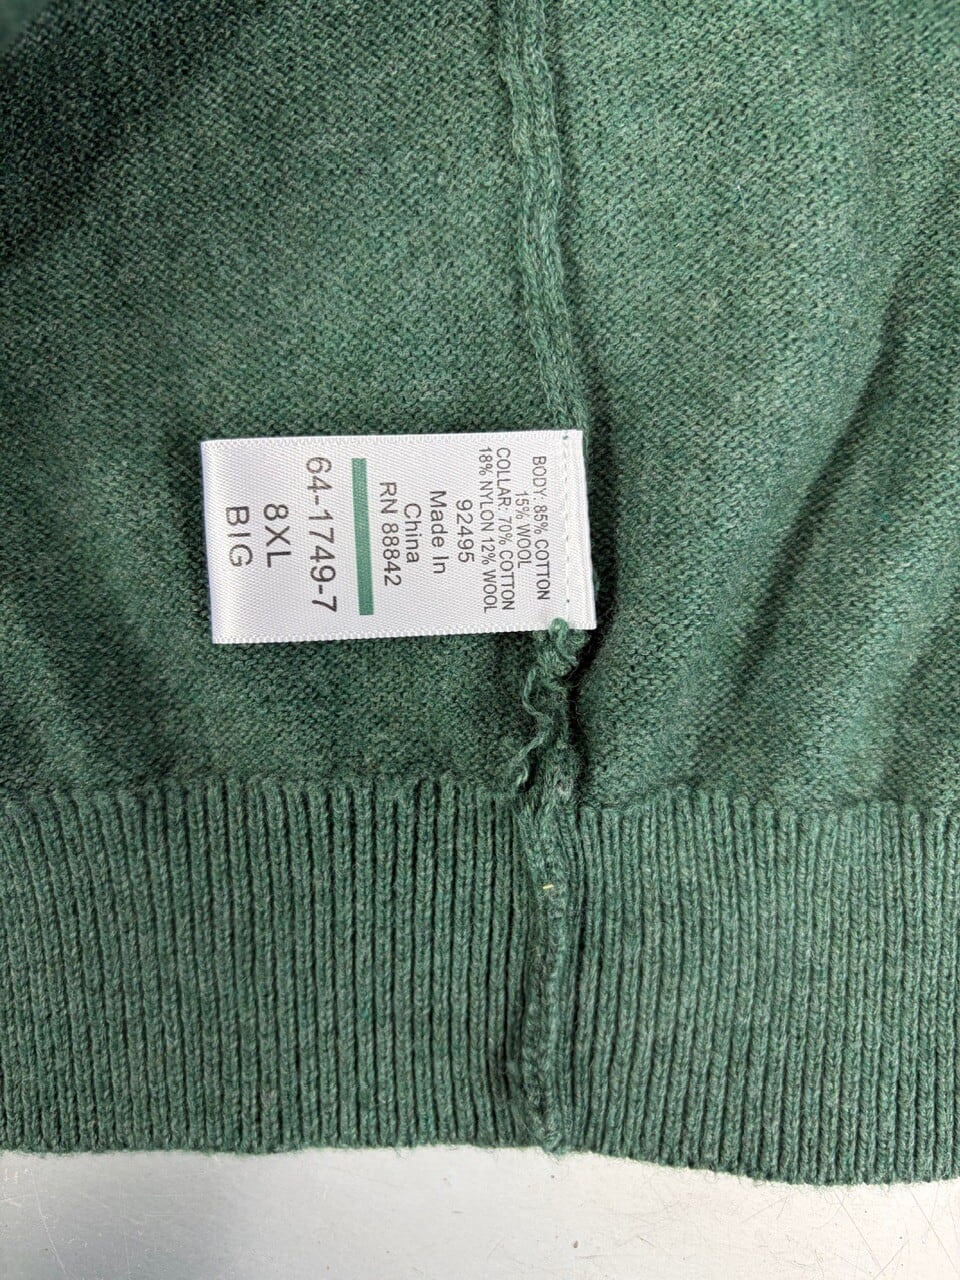 BODY: 85% COTTON
15% WOOL
COLLAR: 70% COTTON
18% NYLON 12% WOOL
92495
Made In
China
RN 88842
64-1749-7
8XL
BIG